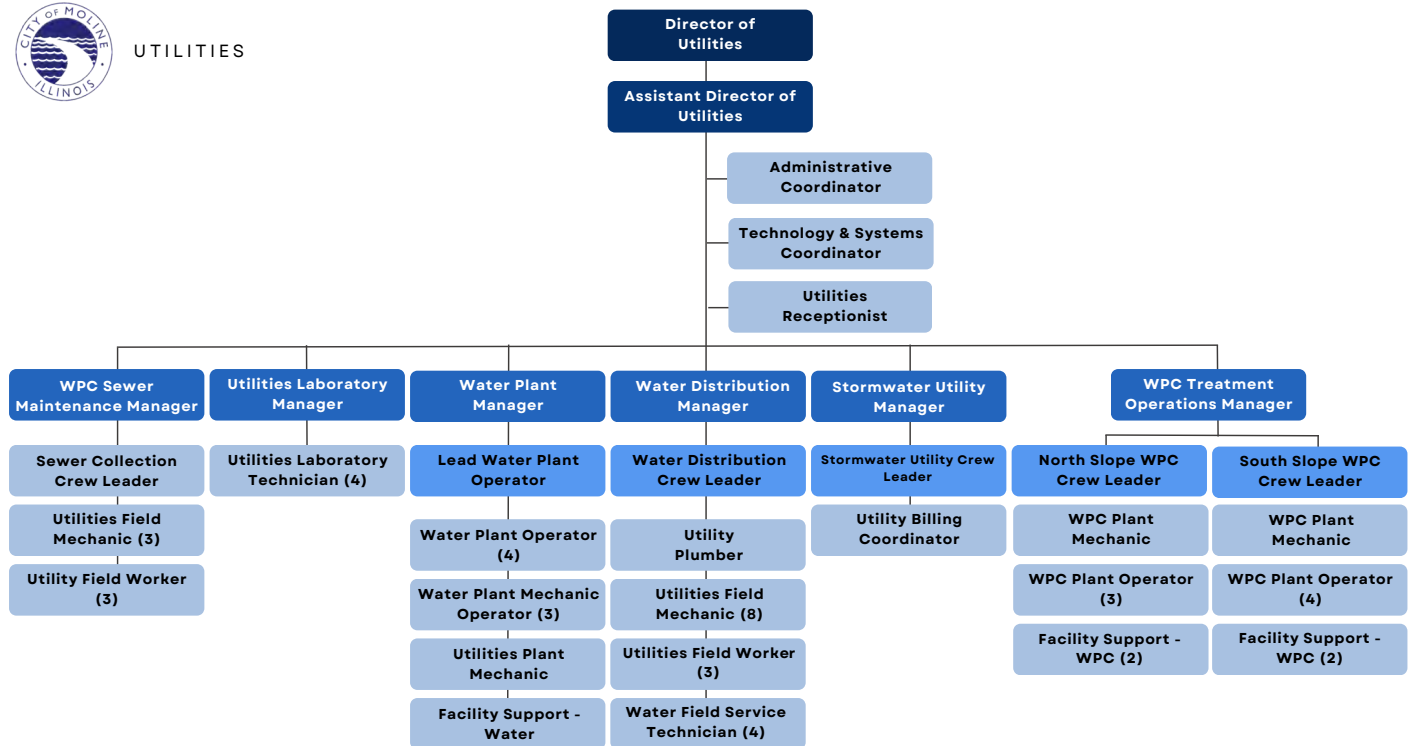 CITY OF MOLINE
ILLINOIS
UTILITIES
Director of
Utilities
Assistant Director of
Utilities
Administrative
Coordinator
Technology & Systems
Coordinator
Utilities
Receptionist
WPC Sewer
Maintenance Manager
Utilities Laboratory
Manager
Water Plant
Manager
Water Distribution
Manager
Stormwater Utility
Manager
WPC Treatment
Operations Manager
Sewer Collection
Crew Leader
Utilities Field
Mechanic (3)
Utility Field Worker
(3)
Utilities Laboratory
Technician (4)
Lead Water Plant
Operator
Water Plant Operator
(4)
Water Plant Mechanic
Operator (3)
Utilities Plant
Mechanic
Facility Support -
Water
Water Distribution
Crew Leader
Utility
Plumber
Utilities Field
Mechanic (8)
Utilities Field Worker
(3)
Water Field Service
Technician (4)
Stormwater Utility Crew
Leader
Utility Billing
Coordinator
North Slope WPC
Crew Leader
WPC Plant
Mechanic
WPC Plant Operator
(3)
Facility Support -
WPC (2)
South Slope WPC
Crew Leader
WPC Plant
Mechanic
WPC Plant Operator
(4)
Facility Support -
WPC (2)